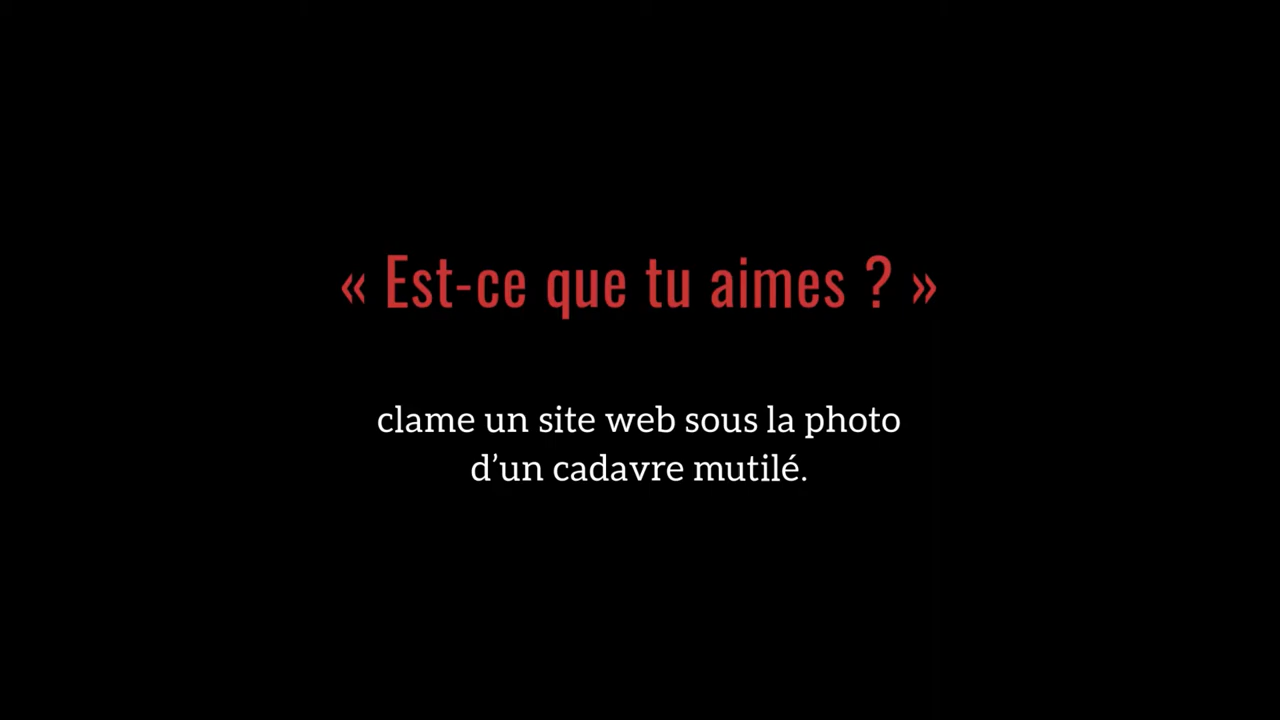 « Est-ce que tu aimes ? »
clame un site web sous la photo
d’un cadavre mutilé.